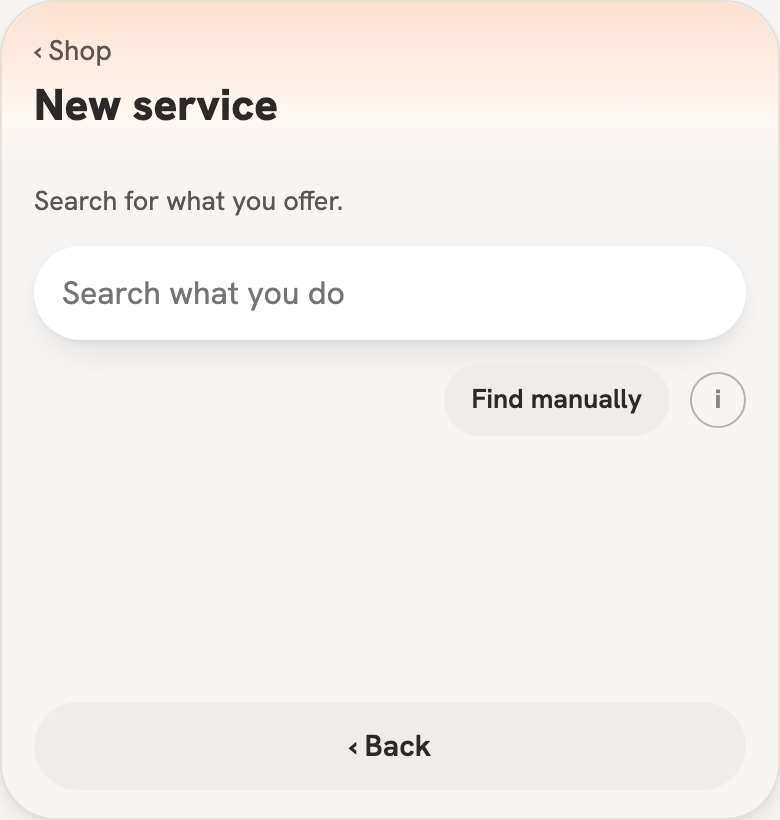 ‹ Shop
New service
Search for what you offer.
Search what you do
Find manually
i
‹ Back